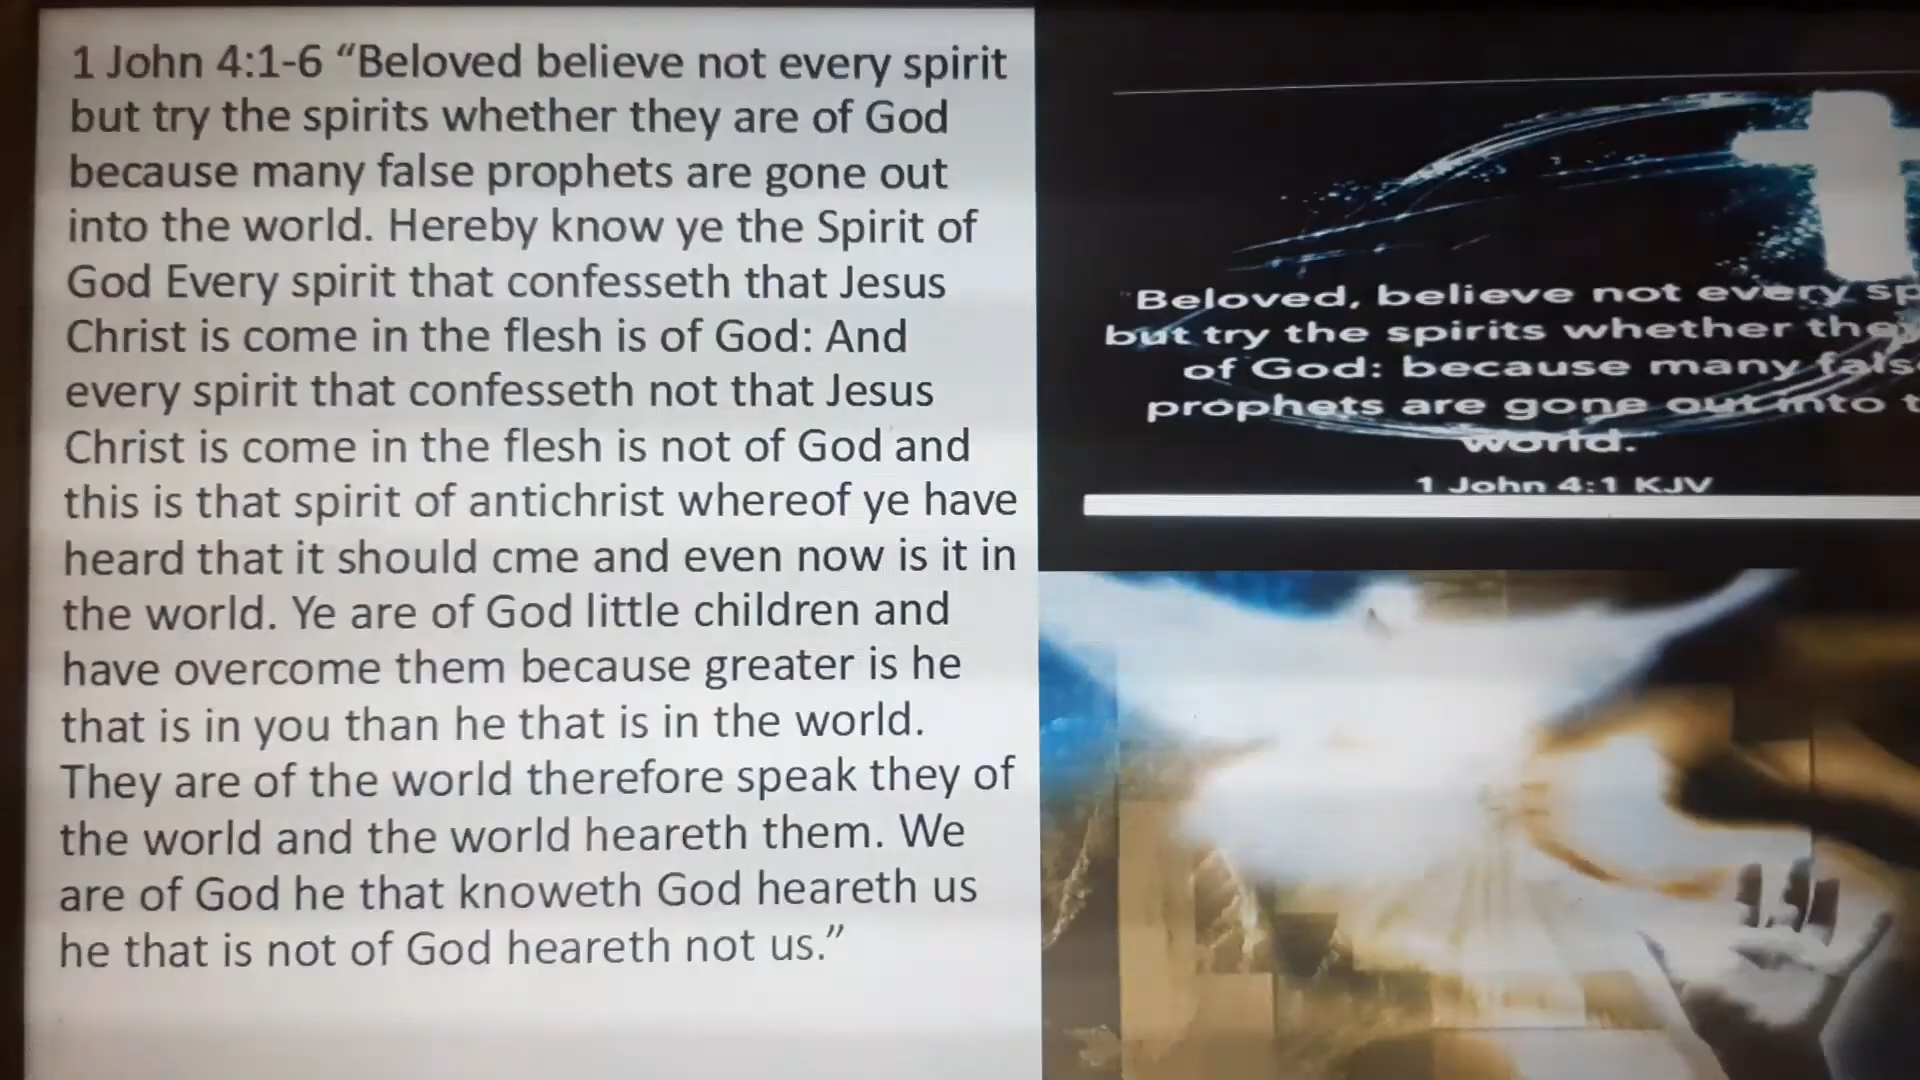 1 John 4:1-6 “Beloved believe not every spirit
but try the spirits whether they are of God
because many false prophets are gone out
into the world. Hereby know ye the Spirit of
God Every spirit that confesseth that Jesus
Christ is come in the flesh is of God: And
every spirit that confesseth not that Jesus
Christ is come in the flesh is not of God and
this is that spirit of antichrist whereof ye have
heard that it should cme and even now is it in
the world. Ye are of God little children and
have overcome them because greater is he
that is in you than he that is in the world.
They are of the world therefore speak they of
the world and the world heareth them. We
are of God he that knoweth God heareth us
he that is not of God heareth not us.”
"Beloved, believe not every
but try the spirits whether
of God: because many
prophets are gone out into
world.
1 John 4:1 KJV